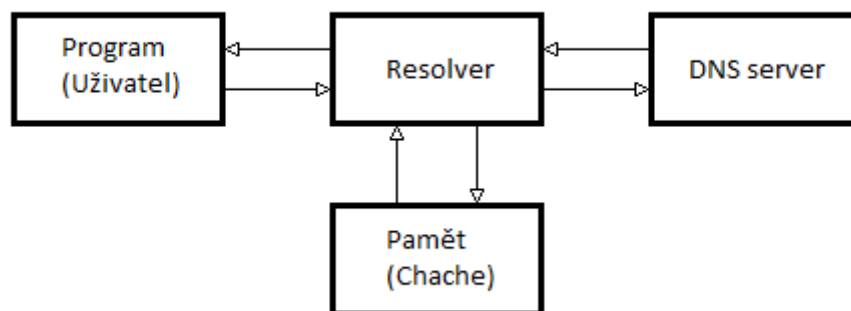 Program
(Uživatel)
Resolver
DNS server
Pamět
(Chache)